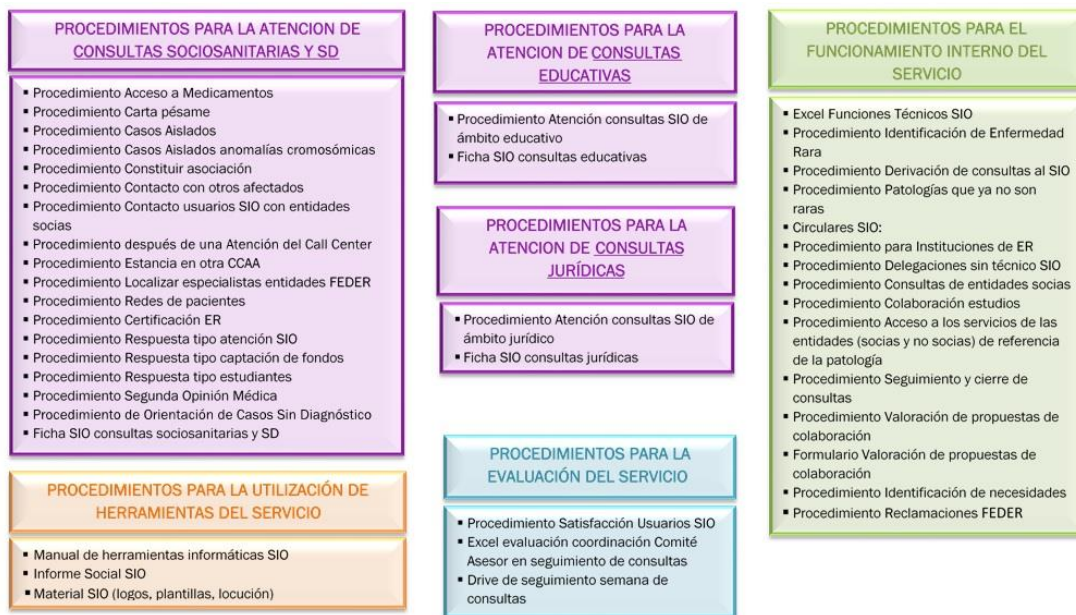 PROCEDIMIENTOS PARA LA ATENCION DE
CONSULTAS SOCIOSANITARIAS Y SD
▪ Procedimiento Acceso a Medicamentos
▪ Procedimiento Carta pésame
▪ Procedimiento Casos Aislados
▪ Procedimiento Casos Aislados anomalías cromosómicas
▪ Procedimiento Constituir asociación
▪ Procedimiento Contacto con otros afectados
▪ Procedimiento Contacto usuarios SIO con entidades
socias
▪ Procedimiento después de una Atención del Call Center
▪ Procedimiento Estancia en otra CCAA
▪ Procedimiento Localizar especialistas entidades FEDER
▪ Procedimiento Redes de pacientes
▪ Procedimiento Certificación ER
▪ Procedimiento Respuesta tipo atención SIO
▪ Procedimiento Respuesta tipo captación de fondos
▪ Procedimiento Respuesta tipo estudiantes
▪ Procedimiento Segunda Opinión Médica
▪ Procedimiento de Orientación de Casos Sin Diagnóstico
▪ Ficha SIO consultas sociosanitarias y SD
PROCEDIMIENTOS PARA LA UTILIZACIÓN DE
HERRAMIENTAS DEL SERVICIO
▪ Manual de herramientas informáticas SIO
▪ Informe Social SIO
▪ Material SIO (logos, plantillas, locución)
PROCEDIMIENTOS PARA LA
ATENCION DE CONSULTAS
EDUCATIVAS
▪ Procedimiento Atención consultas SIO de
ámbito educativo
▪ Ficha SIO consultas educativas
PROCEDIMIENTOS PARA LA
ATENCION DE CONSULTAS
JURÍDICAS
▪ Procedimiento Atención consultas SIO de
ámbito jurídico
▪ Ficha SIO consultas jurídicas
PROCEDIMIENTOS PARA LA
EVALUACIÓN DEL SERVICIO
▪ Procedimiento Satisfacción Usuarios SIO
▪ Excel evaluación coordinación Comité
Asesor en seguimiento de consultas
▪ Drive de seguimiento semana de
consultas
PROCEDIMIENTOS PARA EL
FUNCIONAMIENTO INTERNO DEL
SERVICIO
▪ Excel Funciones Técnicos SIO
▪ Procedimiento Identificación de Enfermedad
Rara
▪ Procedimiento Derivación de consultas al SIO
▪ Procedimiento Patologías que ya no son
raras
▪ Circulares SIO:
▪ Procedimiento para Instituciones de ER
▪ Procedimiento Delegaciones sin técnico SIO
▪ Procedimiento Consultas de entidades socias
▪ Procedimiento Colaboración estudios
▪ Procedimiento Acceso a los servicios de las
entidades (socias y no socias) de referencia
de la patología
▪ Procedimiento Seguimiento y cierre de
consultas
▪ Procedimiento Valoración de propuestas de
colaboración
▪ Formulario Valoración de propuestas de
colaboración
▪ Procedimiento Identificación de necesidades
▪ Procedimiento Reclamaciones FEDER